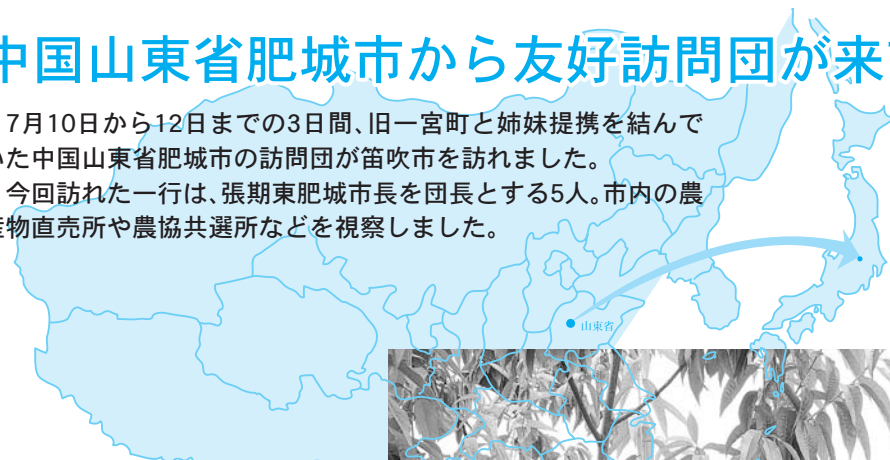 中国山東省肥城市から友好訪問団が来
7月10日から12日までの3日間、旧一宮町と姉妹提携を結んで
いた中国山東省肥城市の訪問団が笛吹市を訪れました。
今回訪れた一行は、張期東肥城市長を団長とする5人。市内の農
産物直売所や農協共選所などを視察しました。
山東省